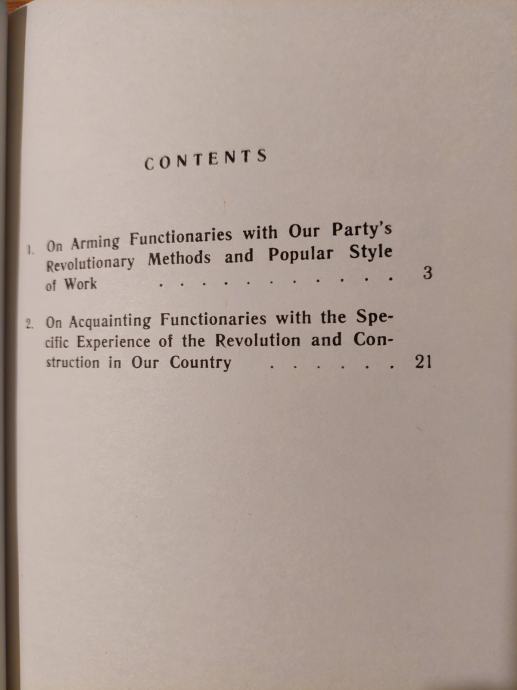 CONTENTS
1. On Arming Functionaries with Our Party's
Revolutionary Methods and Popular Style
of Work . . . . . . . . . . 3
2. On Acquainting Functionaries with the Spe-
cific Experience of the Revolution and Con-
struction in Our Country . . . . . . 21